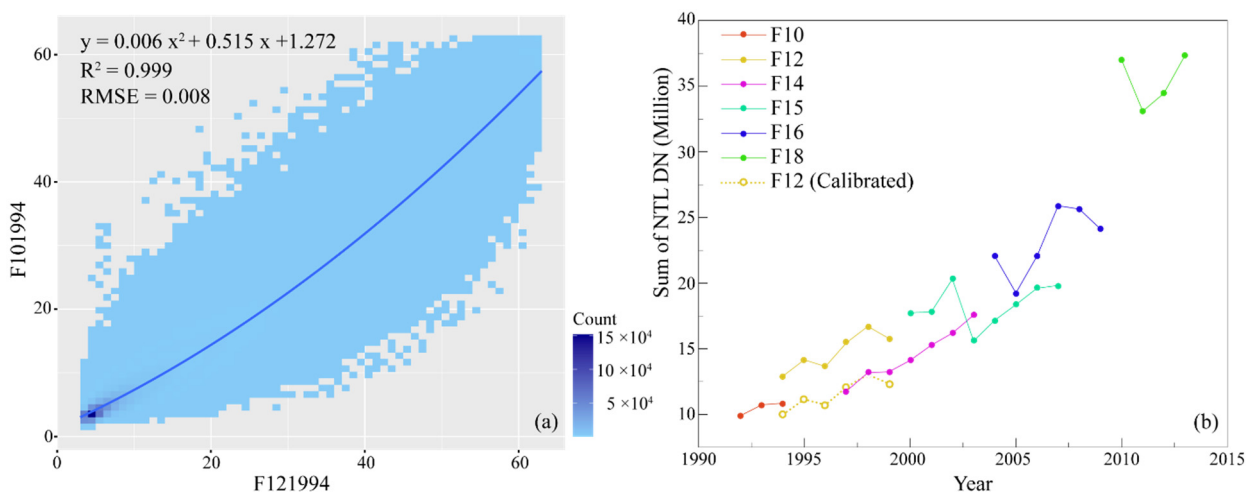 y = 0.006 x² + 0.515 x +1.272
R² = 0.999
RMSE = 0.008
60
40
20
0
F101994
0 20 40 60
F121994
Count
15 ×10⁴
10 ×10⁴
5 ×10⁴
(a)
40
35
30
25
20
15
10
Sum of NTL DN (Million)
F10
F12
F14
F15
F16
F18
F12 (Calibrated)
(b)
1990 1995 2000 2005 2010 2015
Year